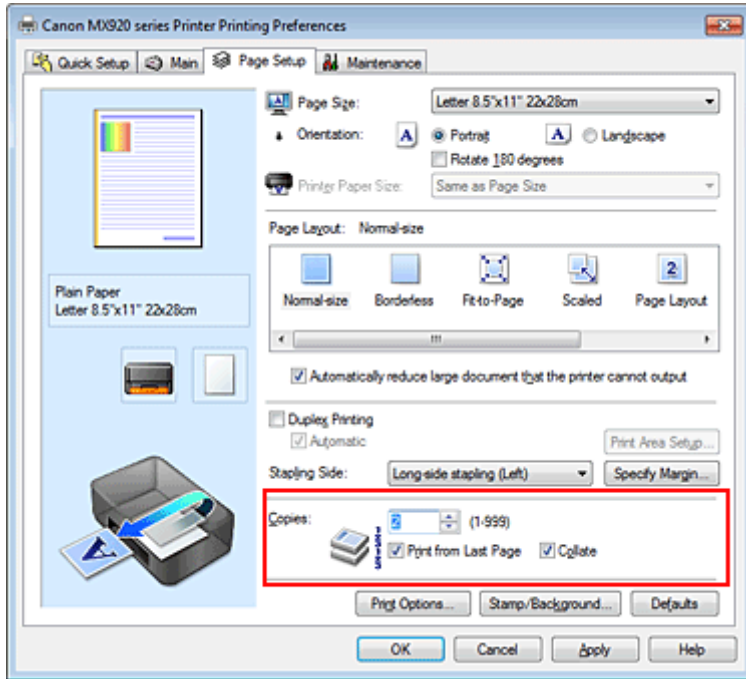 Canon MX920 series Printer Printing Preferences
Quick Setup Main Page Setup Maintenance
Page Size: Letter 8.5"x11" 22x28cm
Orientation: A Portrait A Landscape
Rotate 180 degrees
Printer Paper Size: Same as Page Size
Page Layout: Normal-size
2
Normal-size Borderless Fit-to-Page Scaled Page Layout
Plain Paper
Letter 8.5"x11" 22x28cm
Automatically reduce large document that the printer cannot output
Duplex Printing
Automatic Print Area Setup...
Stapling Side: Long-side stapling (Left) Specify Margin...
Copies: 2 (1-999)
Print from Last Page Collate
A
Print Options... Stamp/Background... Defaults
OK Cancel Apply Help